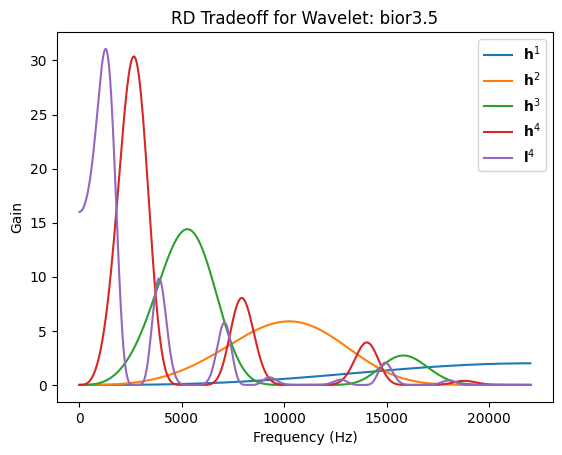 RD Tradeoff for Wavelet: bior3.5
Gain
30
25
20
15
10
5
0
h¹
h²
h³
h⁴
l⁴
0 5000 10000 15000 20000
Frequency (Hz)